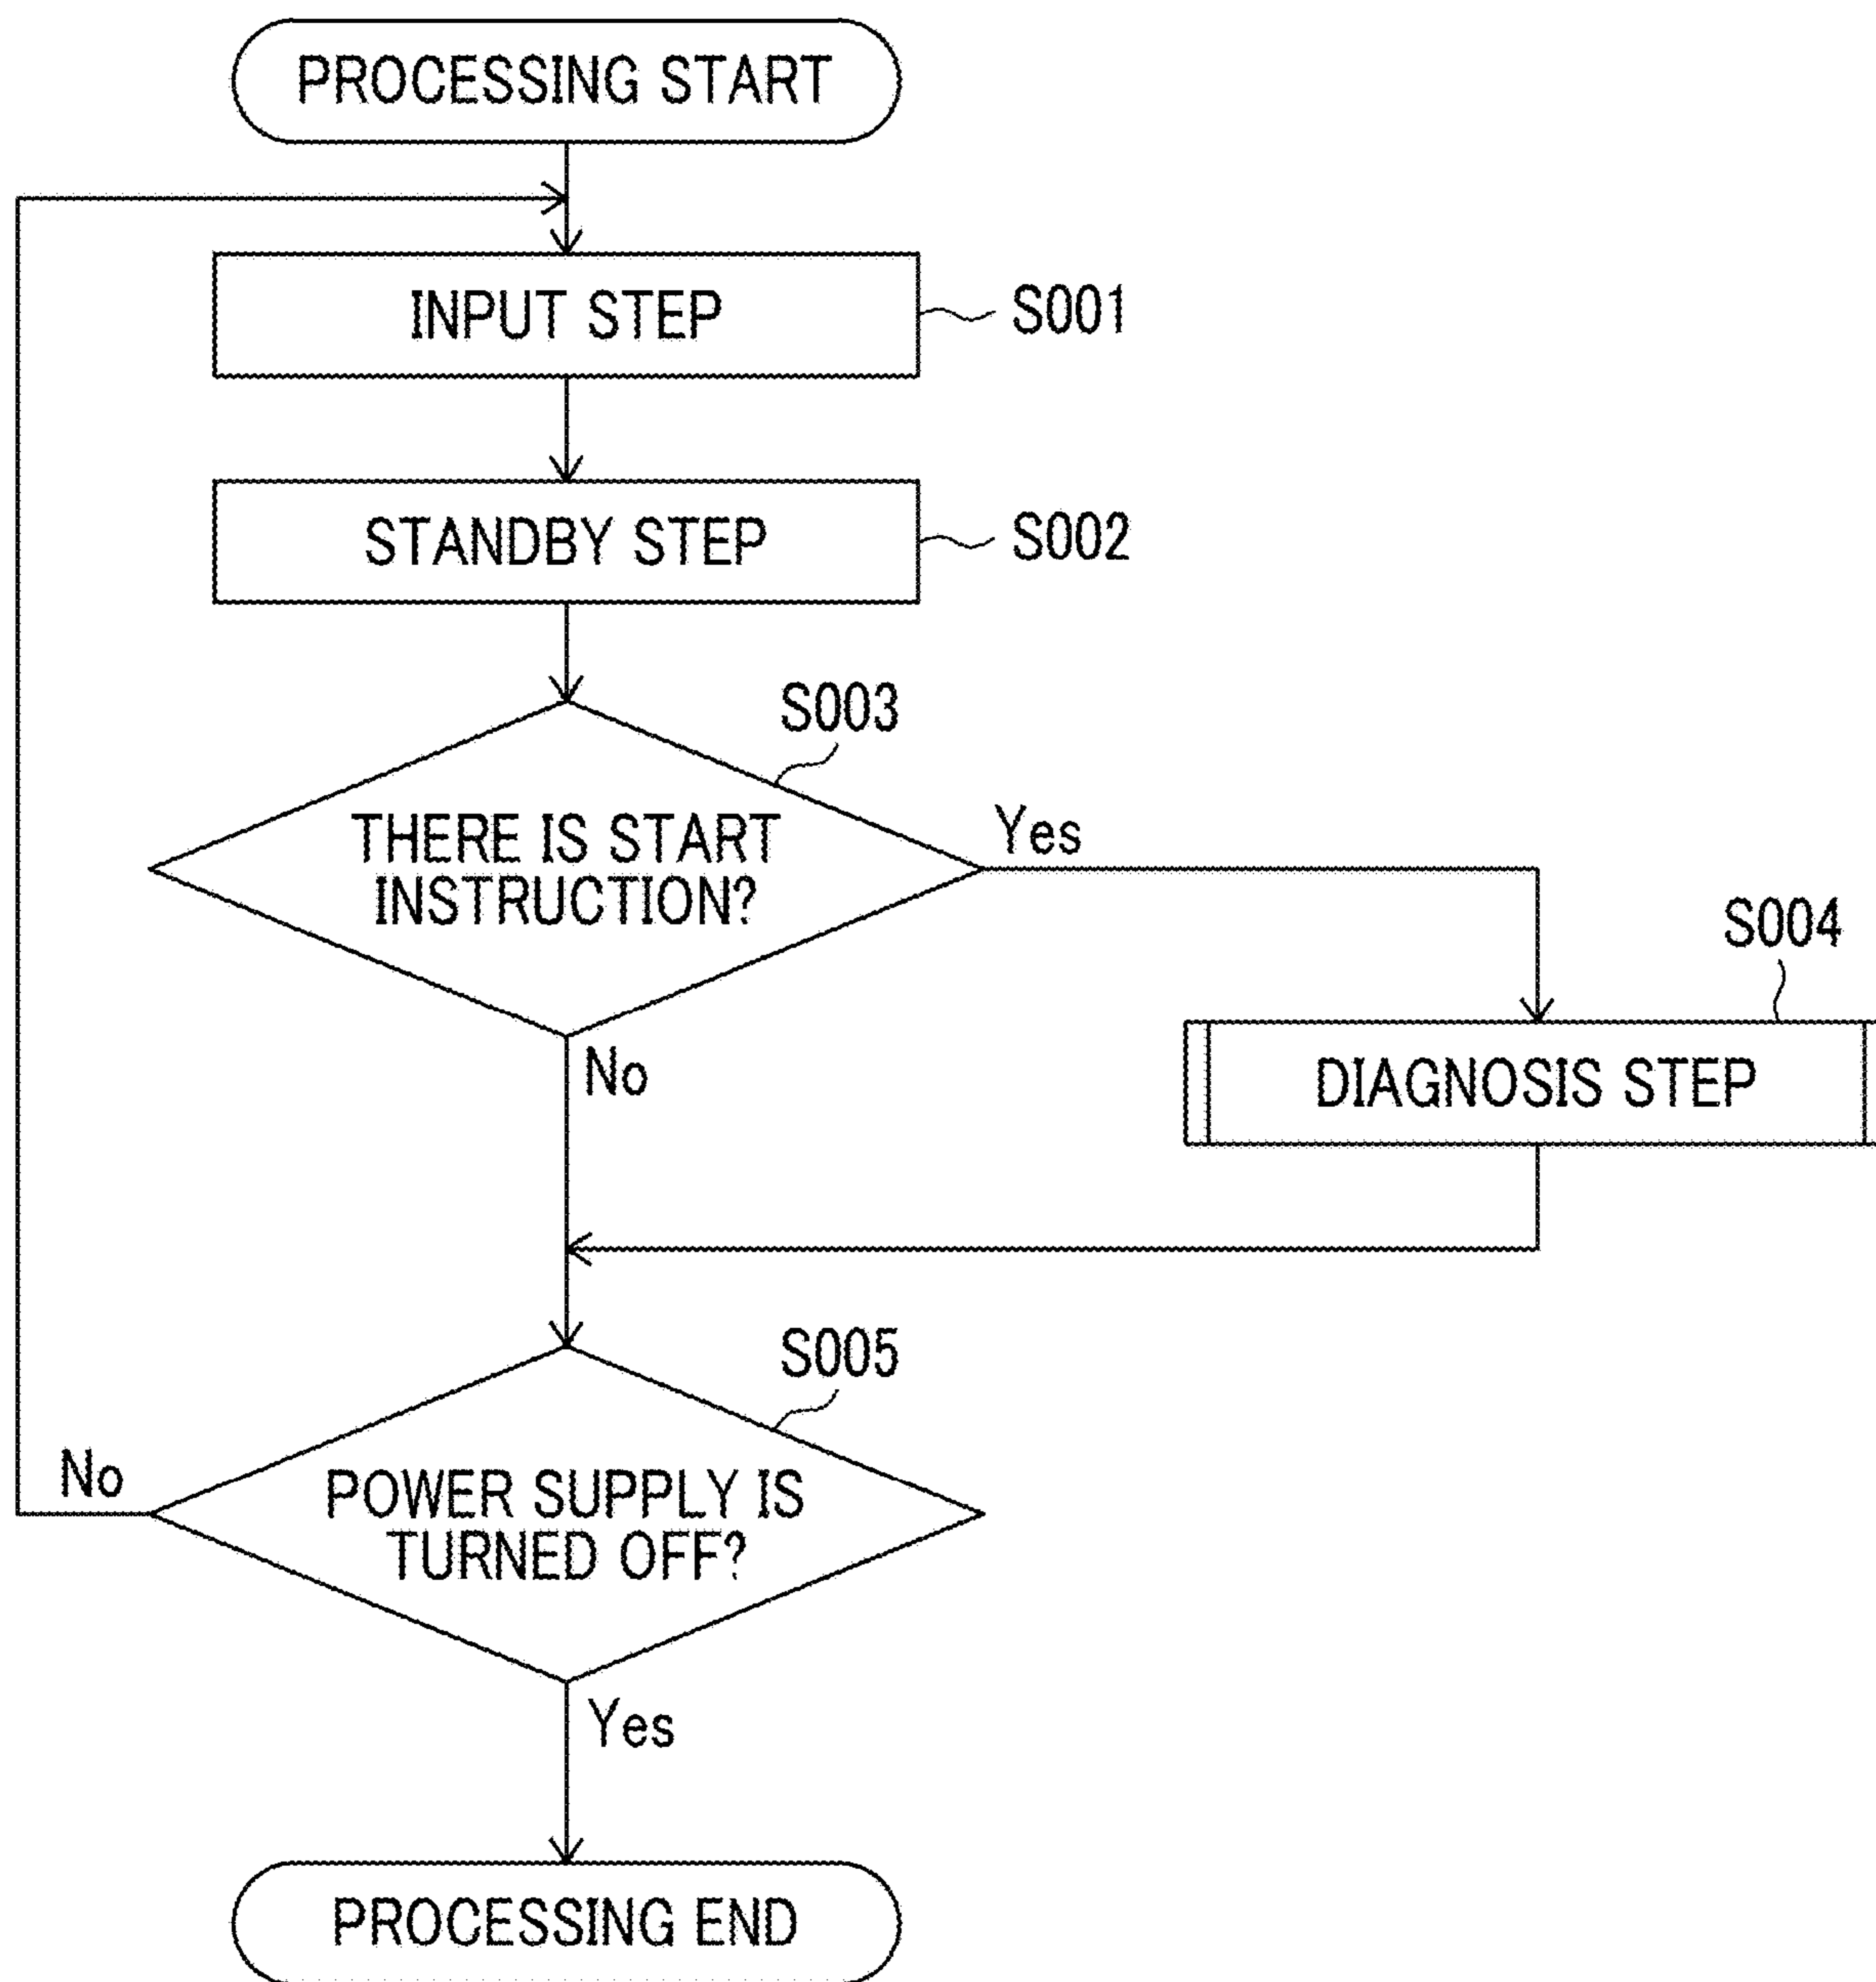 PROCESSING START
INPUT STEP
S001
STANDBY STEP
S002
S003
THERE IS START
INSTRUCTION?
Yes
No
S004
DIAGNOSIS STEP
S005
POWER SUPPLY IS
TURNED OFF?
No
Yes
PROCESSING END